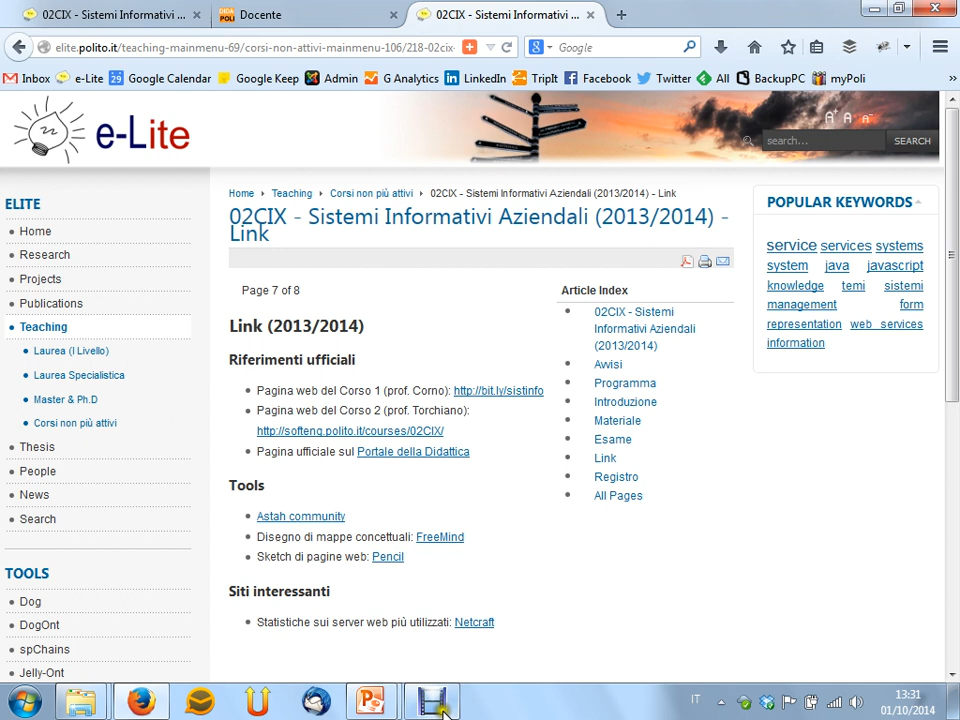 02CIX - Sistemi Informativi ...
Docente
02CIX - Sistemi Informativi ...
elite.polito.it/teaching-mainmenu-69/corsi-non-attivi-mainmenu-106/218-02cix-
Google
Inbox e-Lite Google Calendar Google Keep Admin G Analytics LinkedIn TripIt Facebook Twitter All BackupPC myPoli »
e-Lite
A+ A A-
search...
SEARCH
ELITE
Home
Research
Projects
Publications
Teaching
Laurea (I Livello)
Laurea Specialistica
Master & Ph.D
Corsi non più attivi
Thesis
People
News
Search
TOOLS
Dog
DogOnt
spChains
Jelly-Ont
Home Teaching Corsi non più attivi 02CIX - Sistemi Informativi Aziendali (2013/2014) - Link
02CIX - Sistemi Informativi Aziendali (2013/2014) -
Link
Page 7 of 8
Link (2013/2014)
Riferimenti ufficiali
Pagina web del Corso 1 (prof. Corno): http://bit.ly/sistinfo
Pagina web del Corso 2 (prof. Torchiano):
http://softeng.polito.it/courses/02CIX/
Pagina ufficiale sul Portale della Didattica
Tools
Astah community
Disegno di mappe concettuali: FreeMind
Sketch di pagine web: Pencil
Siti interessanti
Statistiche sui server web più utilizzati: Netcraft
Article Index
02CIX - Sistemi
Informativi Aziendali
(2013/2014)
Avvisi
Programma
Introduzione
Materiale
Esame
Link
Registro
All Pages
POPULAR KEYWORDS
service services systems
system java javascript
knowledge temi sistemi
management form
representation web services
information
IT
13:31
01/10/2014